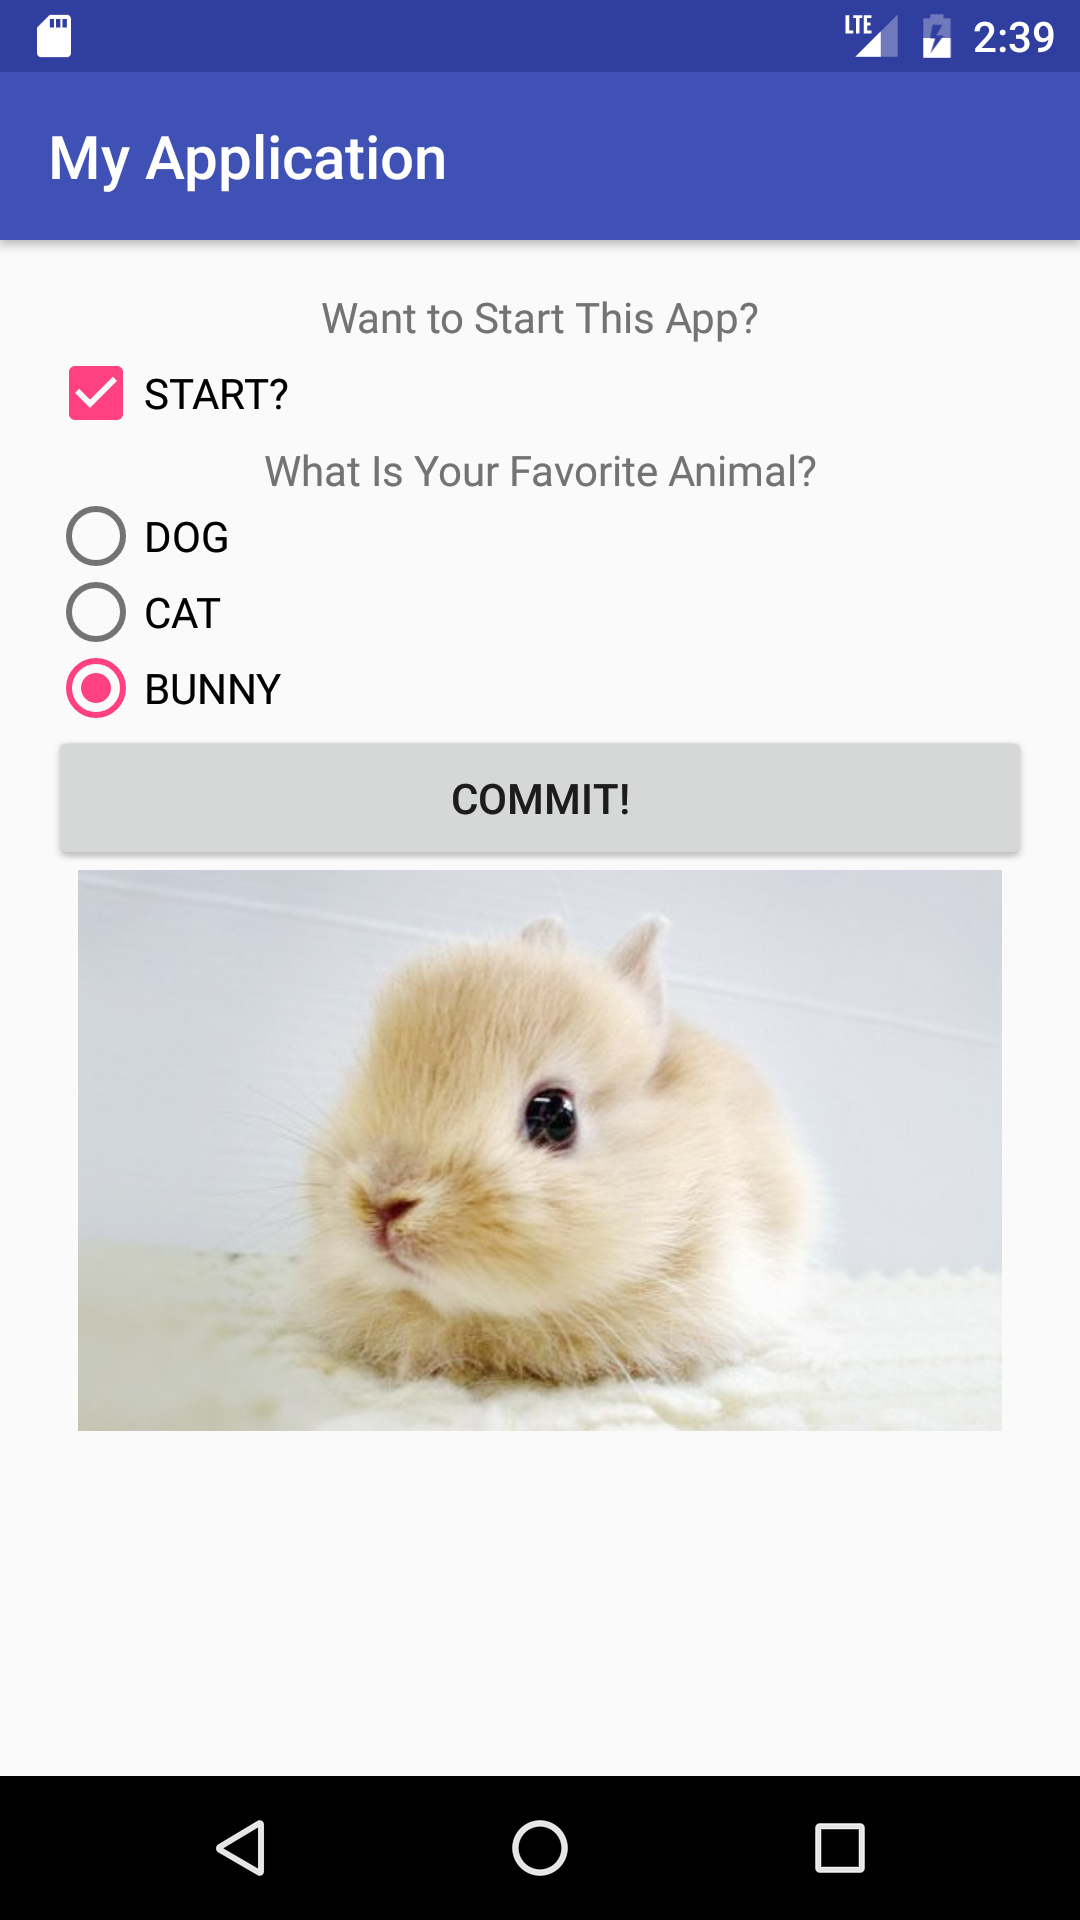 LTE 2:39
My Application
Want to Start This App?
START?
What Is Your Favorite Animal?
DOG
CAT
BUNNY
COMMIT!